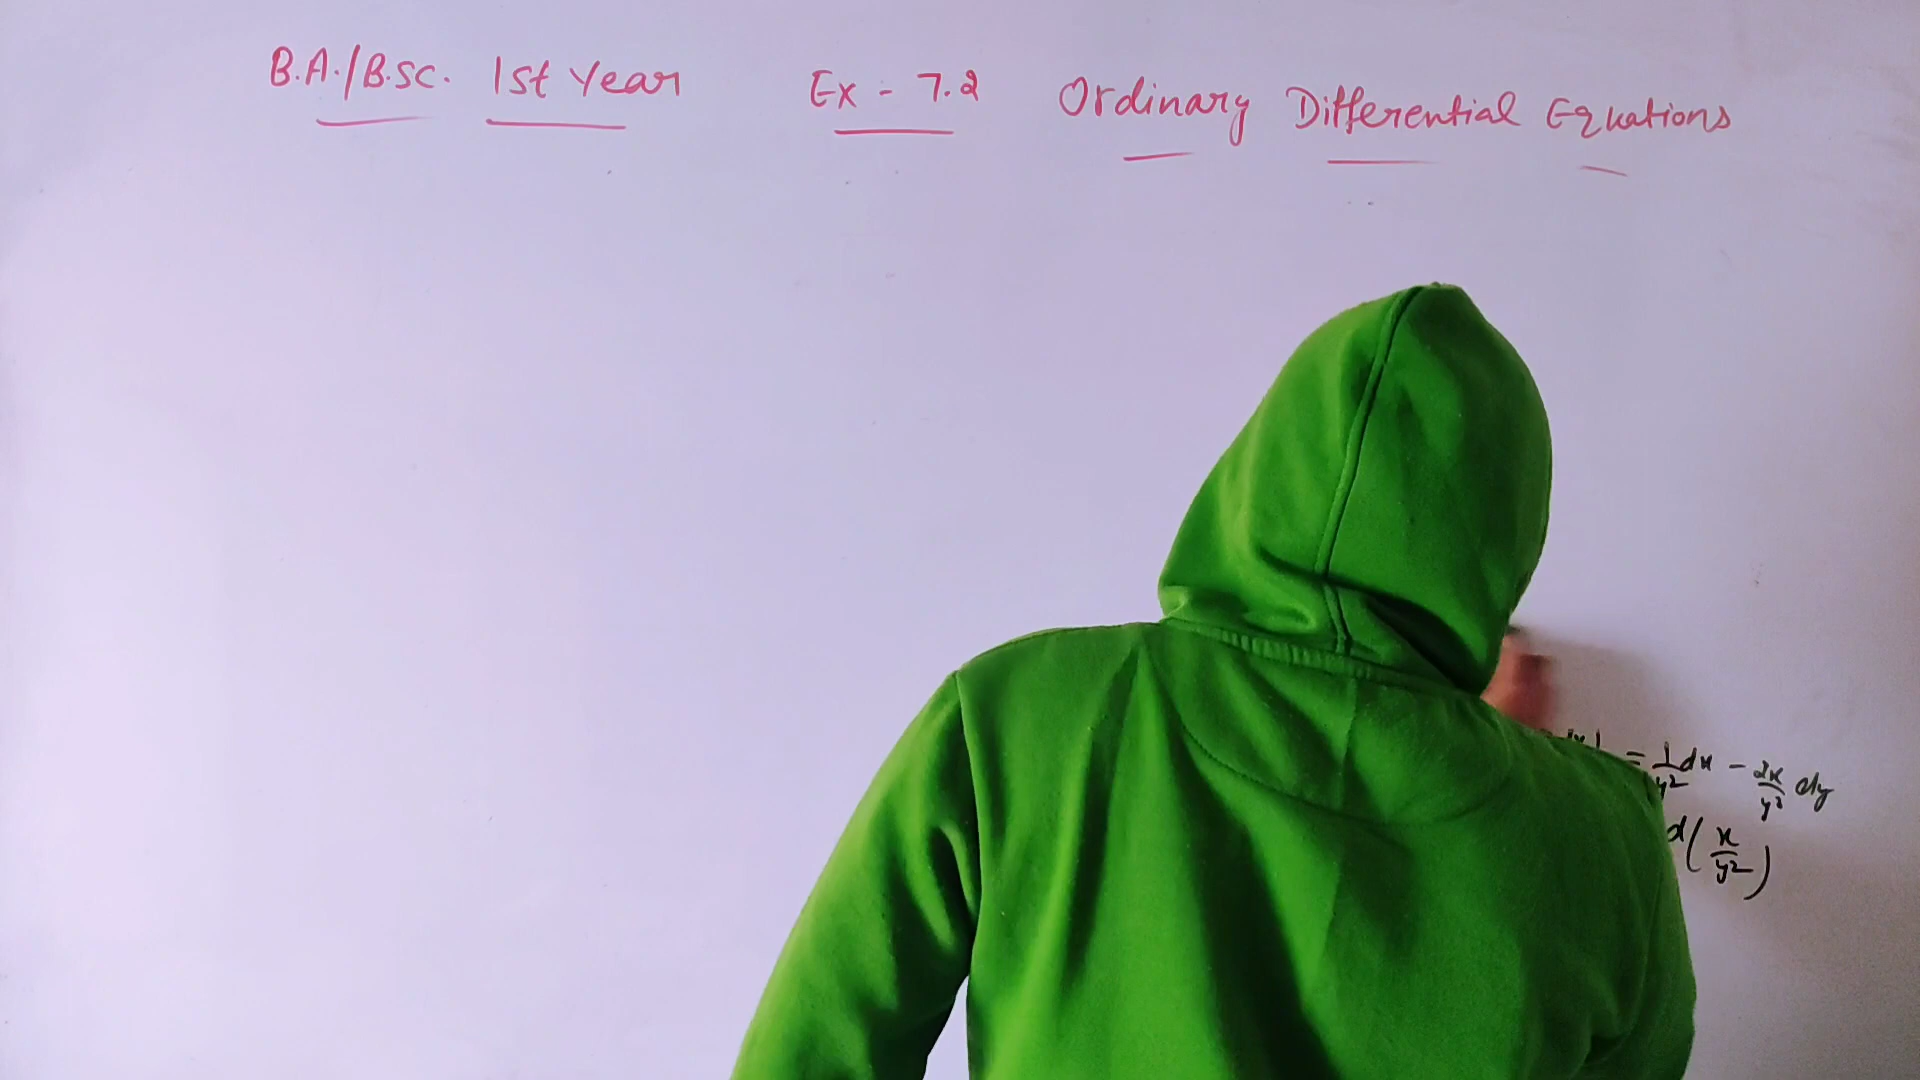 B.A./B.Sc. 1st Year Ex - 7.2 Ordinary Differential Equations
= 1/y² dx - 2x/y³ dy
d(x/y²)